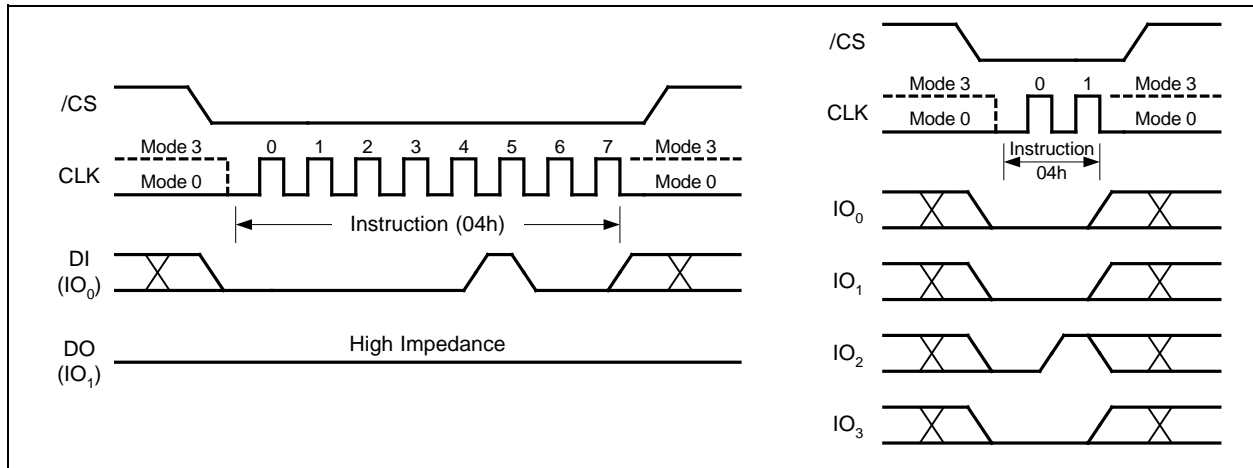 /CS
Mode 3 0 1 2 3 4 5 6 7 Mode 3
CLK Mode 0 Mode 0
Instruction (04h)
DI
(IO0)
DO High Impedance
(IO1)
/CS
Mode 3 0 1 Mode 3
CLK Mode 0 Mode 0
Instruction
04h
IO0
IO1
IO2
IO3